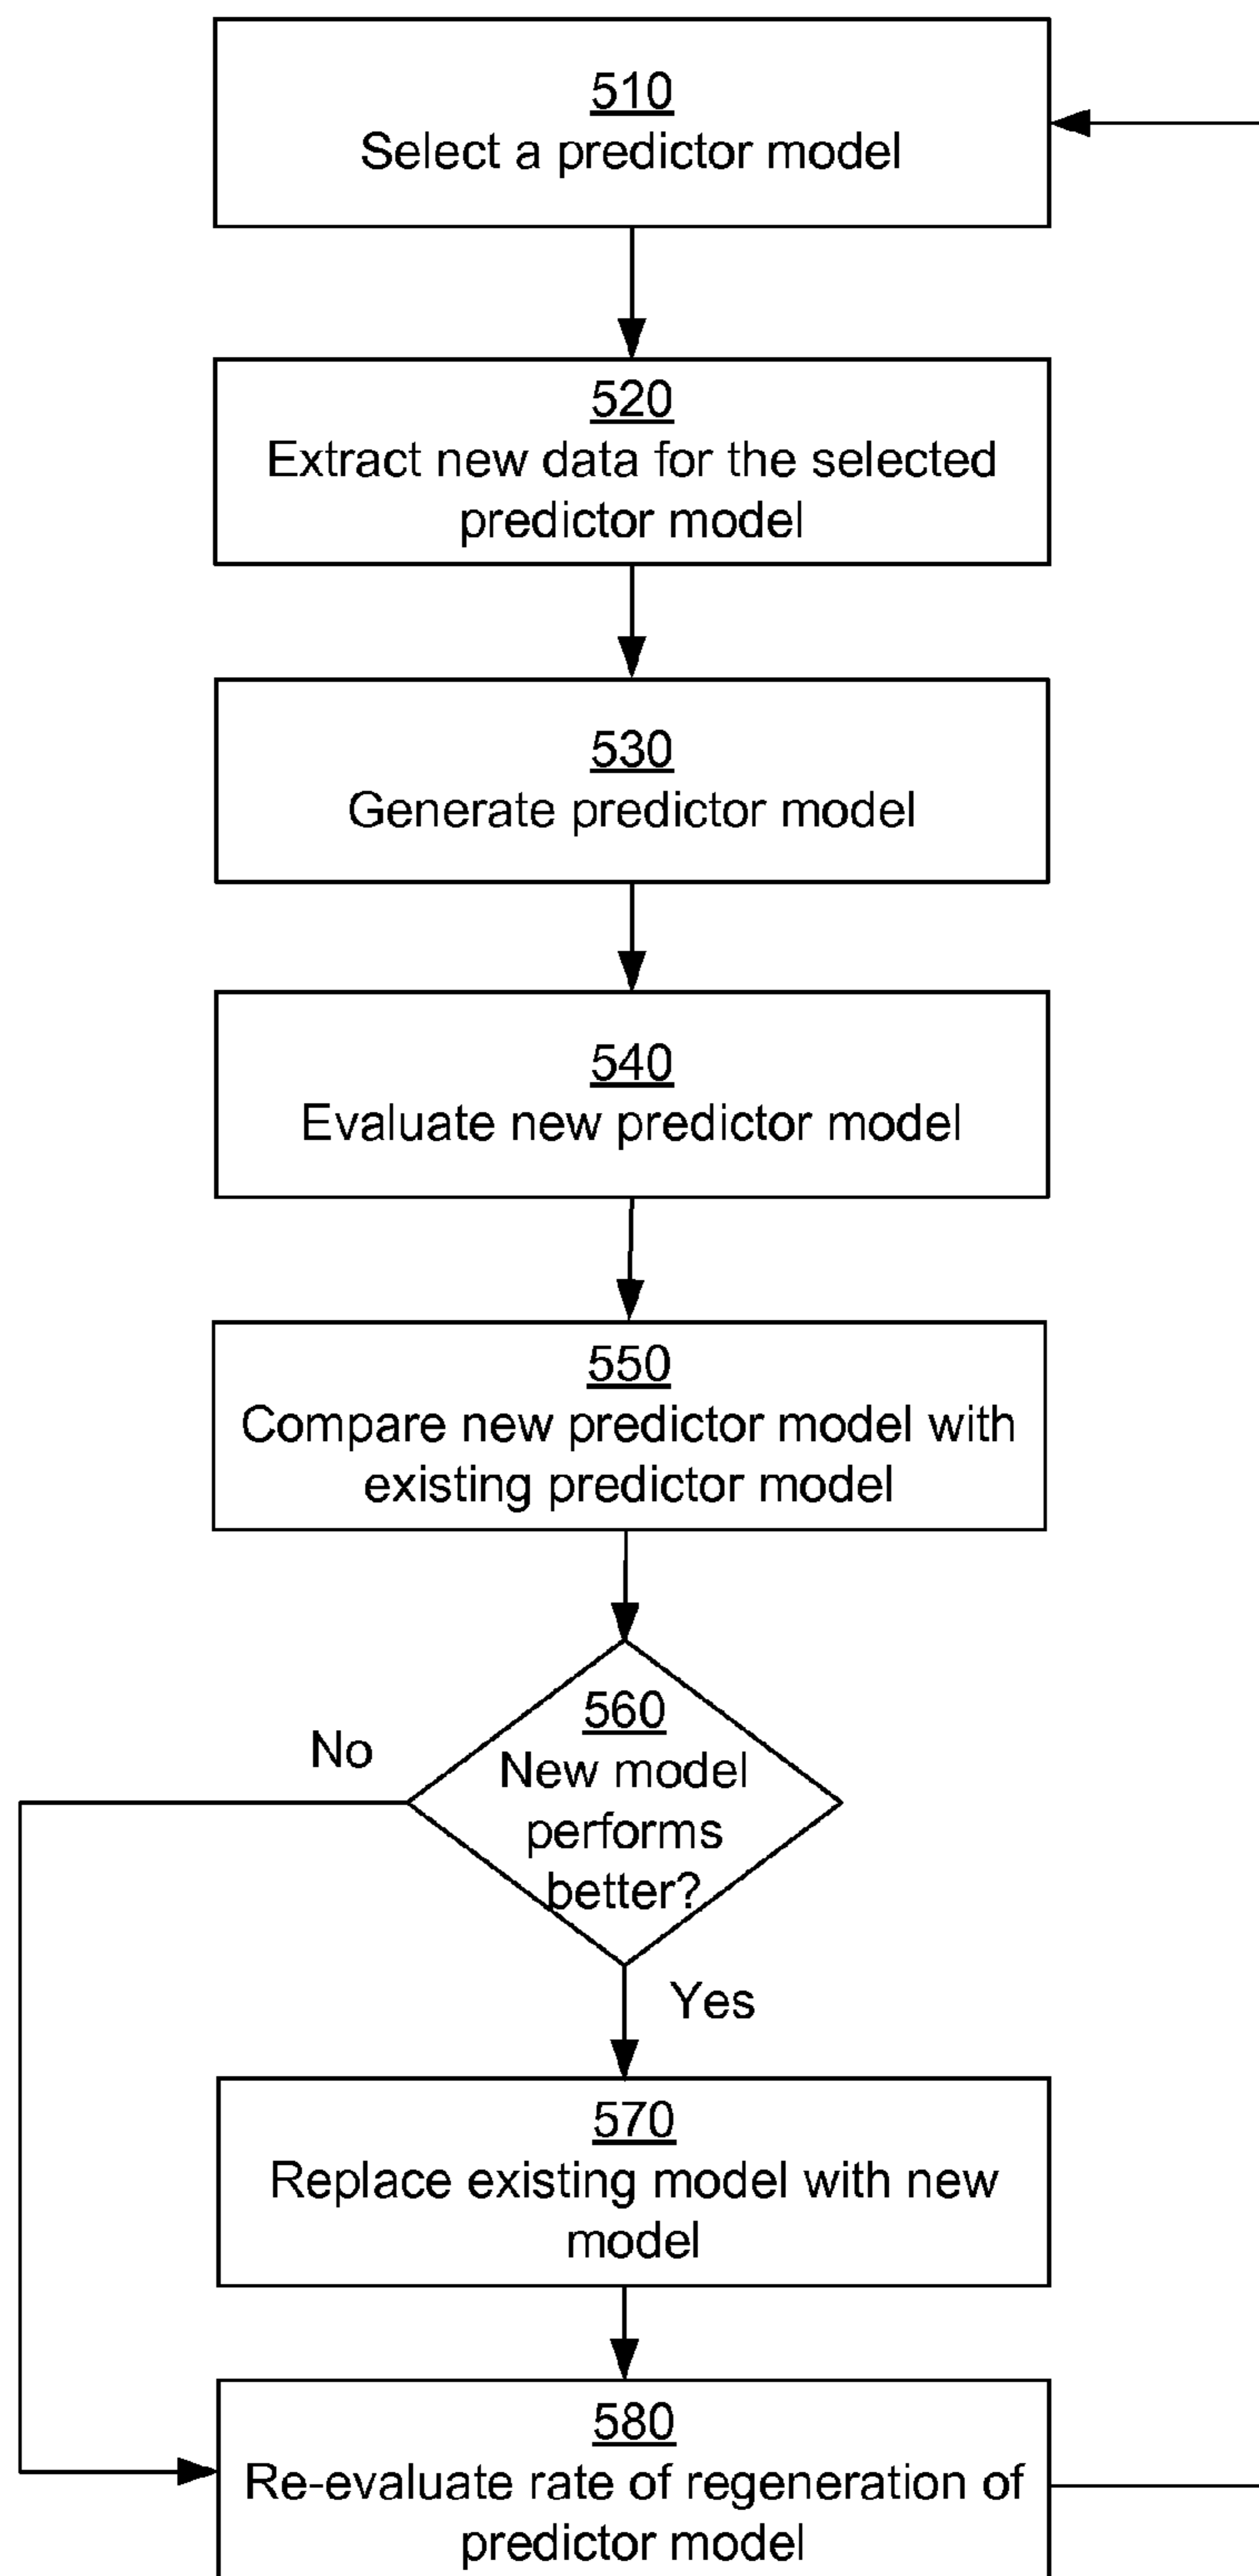 510
Select a predictor model
520
Extract new data for the selected
predictor model
530
Generate predictor model
540
Evaluate new predictor model
550
Compare new predictor model with
existing predictor model
560
New model
performs
better?
No
Yes
570
Replace existing model with new
model
580
Re-evaluate rate of regeneration of
predictor model